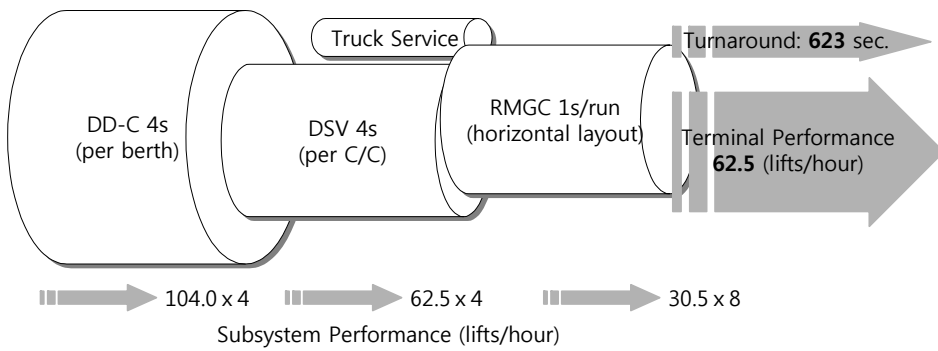 Truck Service
Turnaround: 623 sec.
DD-C 4s
(per berth)
DSV 4s
(per C/C)
RMGC 1s/run
(horizontal layout)
Terminal Performance
62.5 (lifts/hour)
104.0 x 4
62.5 x 4
30.5 x 8
Subsystem Performance (lifts/hour)